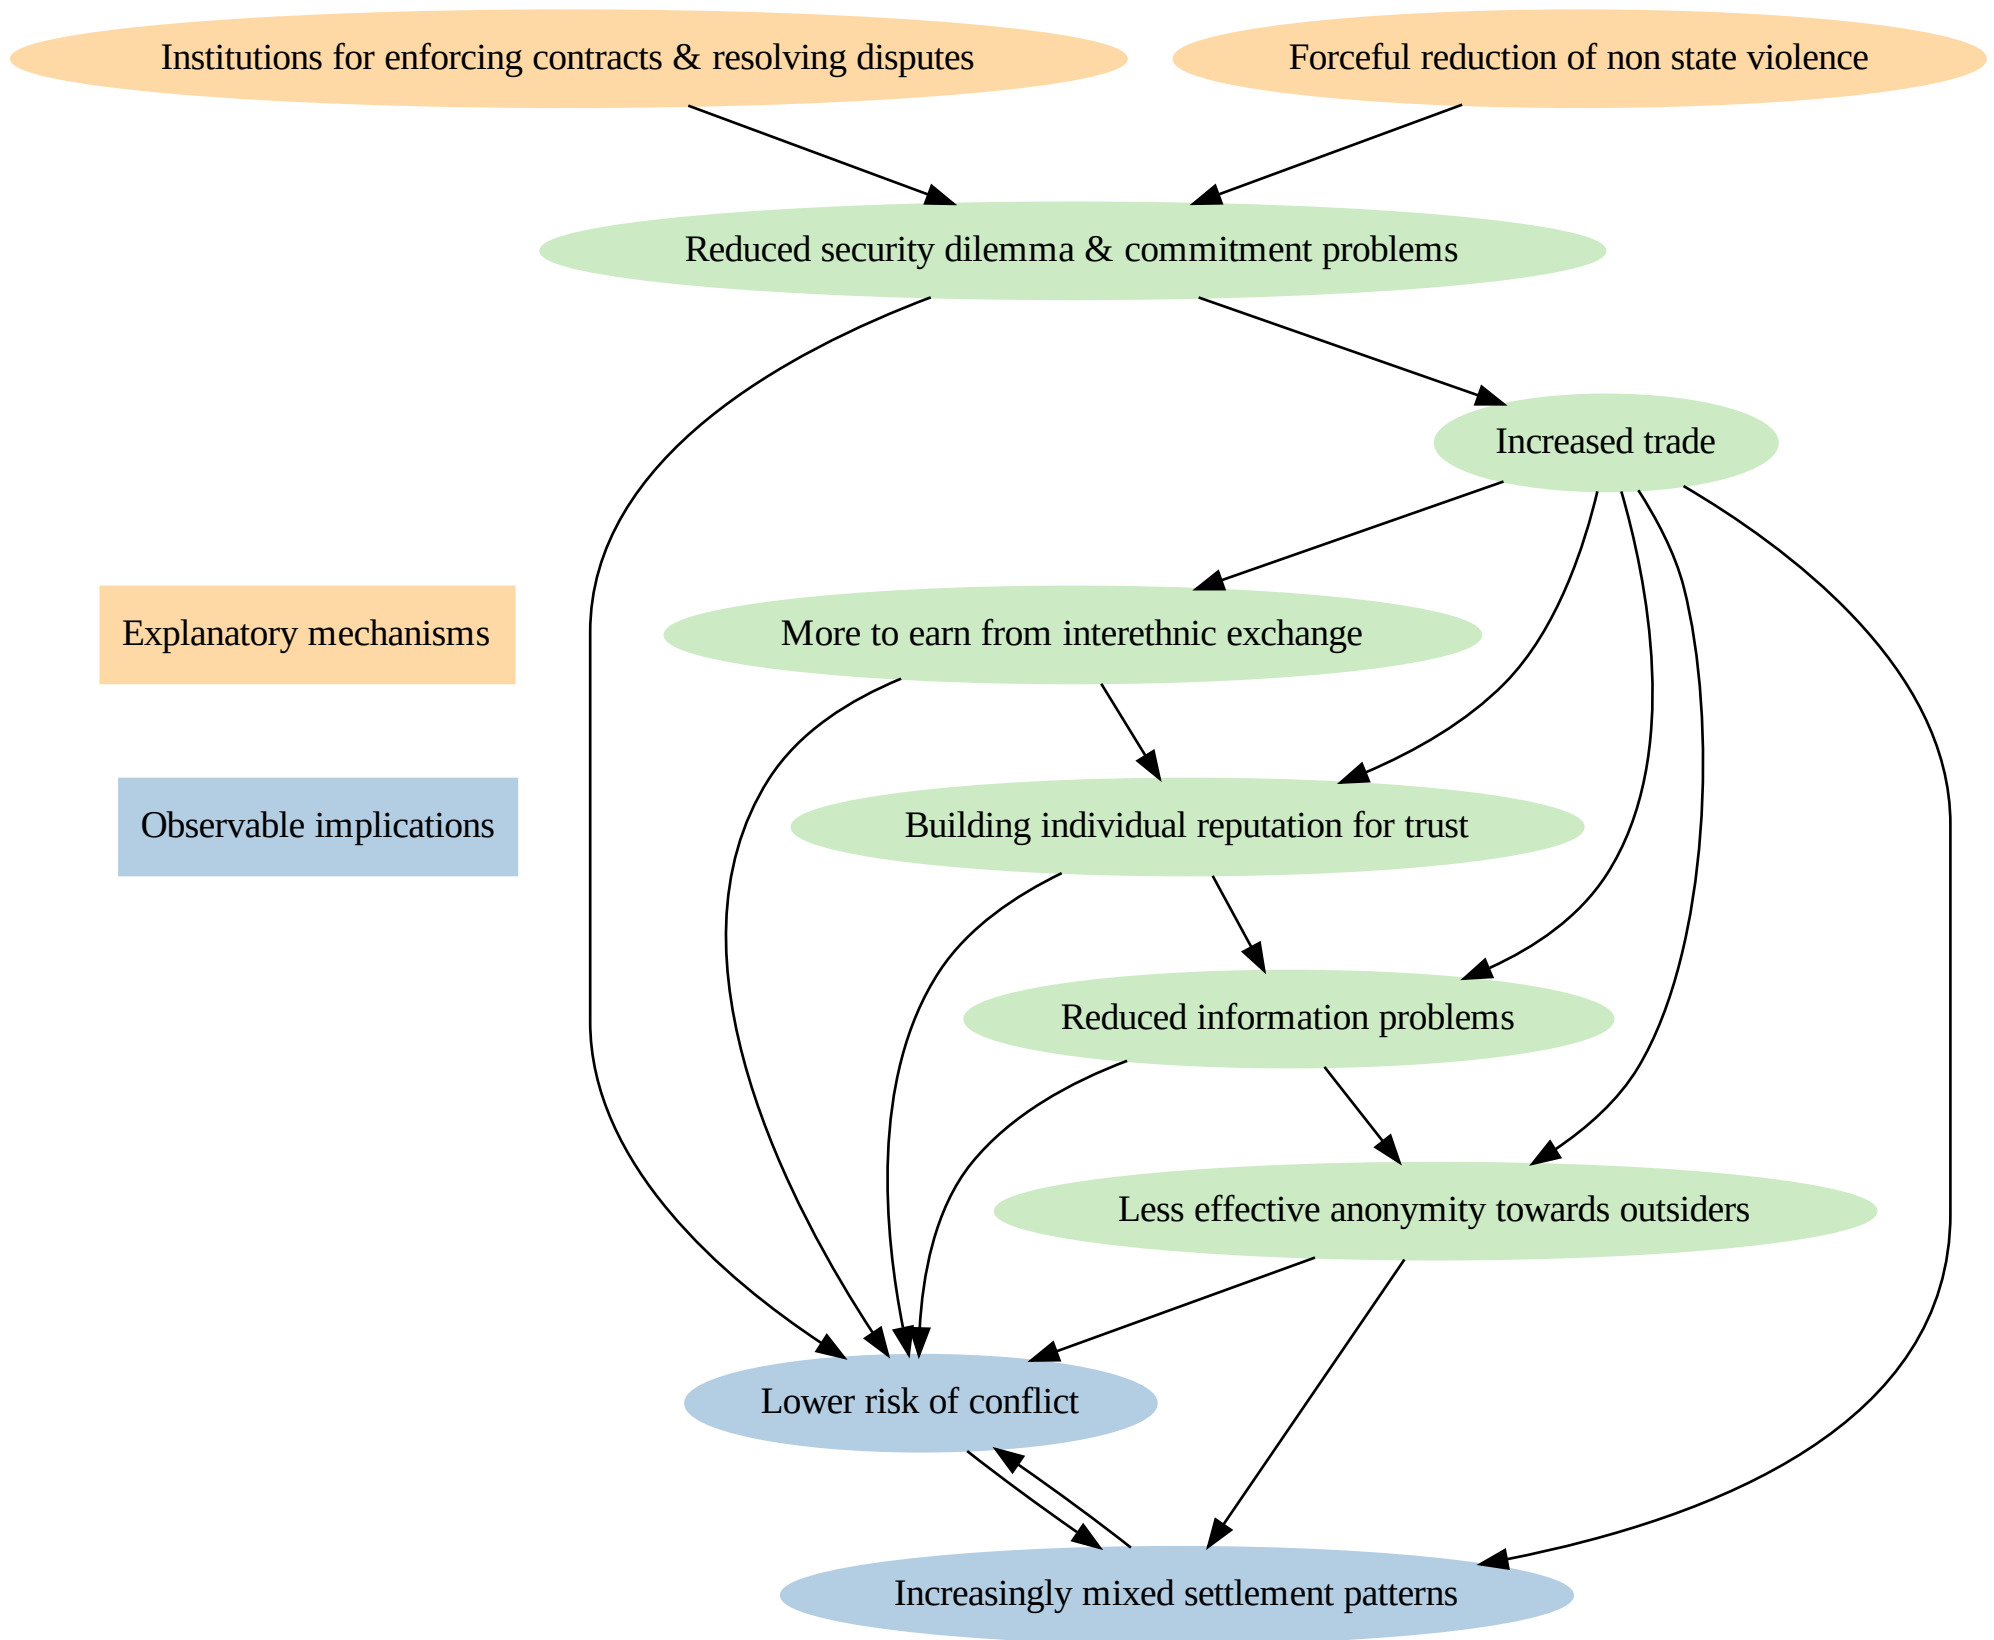 Institutions for enforcing contracts & resolving disputes
Forceful reduction of non state violence
Reduced security dilemma & commitment problems
Increased trade
Explanatory mechanisms
More to earn from interethnic exchange
Observable implications
Building individual reputation for trust
Reduced information problems
Less effective anonymity towards outsiders
Lower risk of conflict
Increasingly mixed settlement patterns